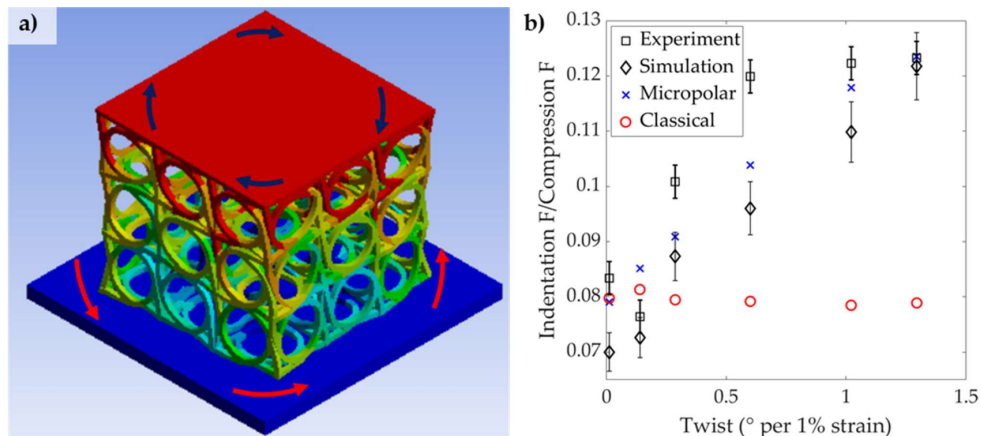 a)
b)
0.13
0.12
0.11
0.1
0.09
0.08
0.07
Indentation F/Compression F
Experiment
Simulation
Micropolar
Classical
0
0.5
1
1.5
Twist (° per 1% strain)